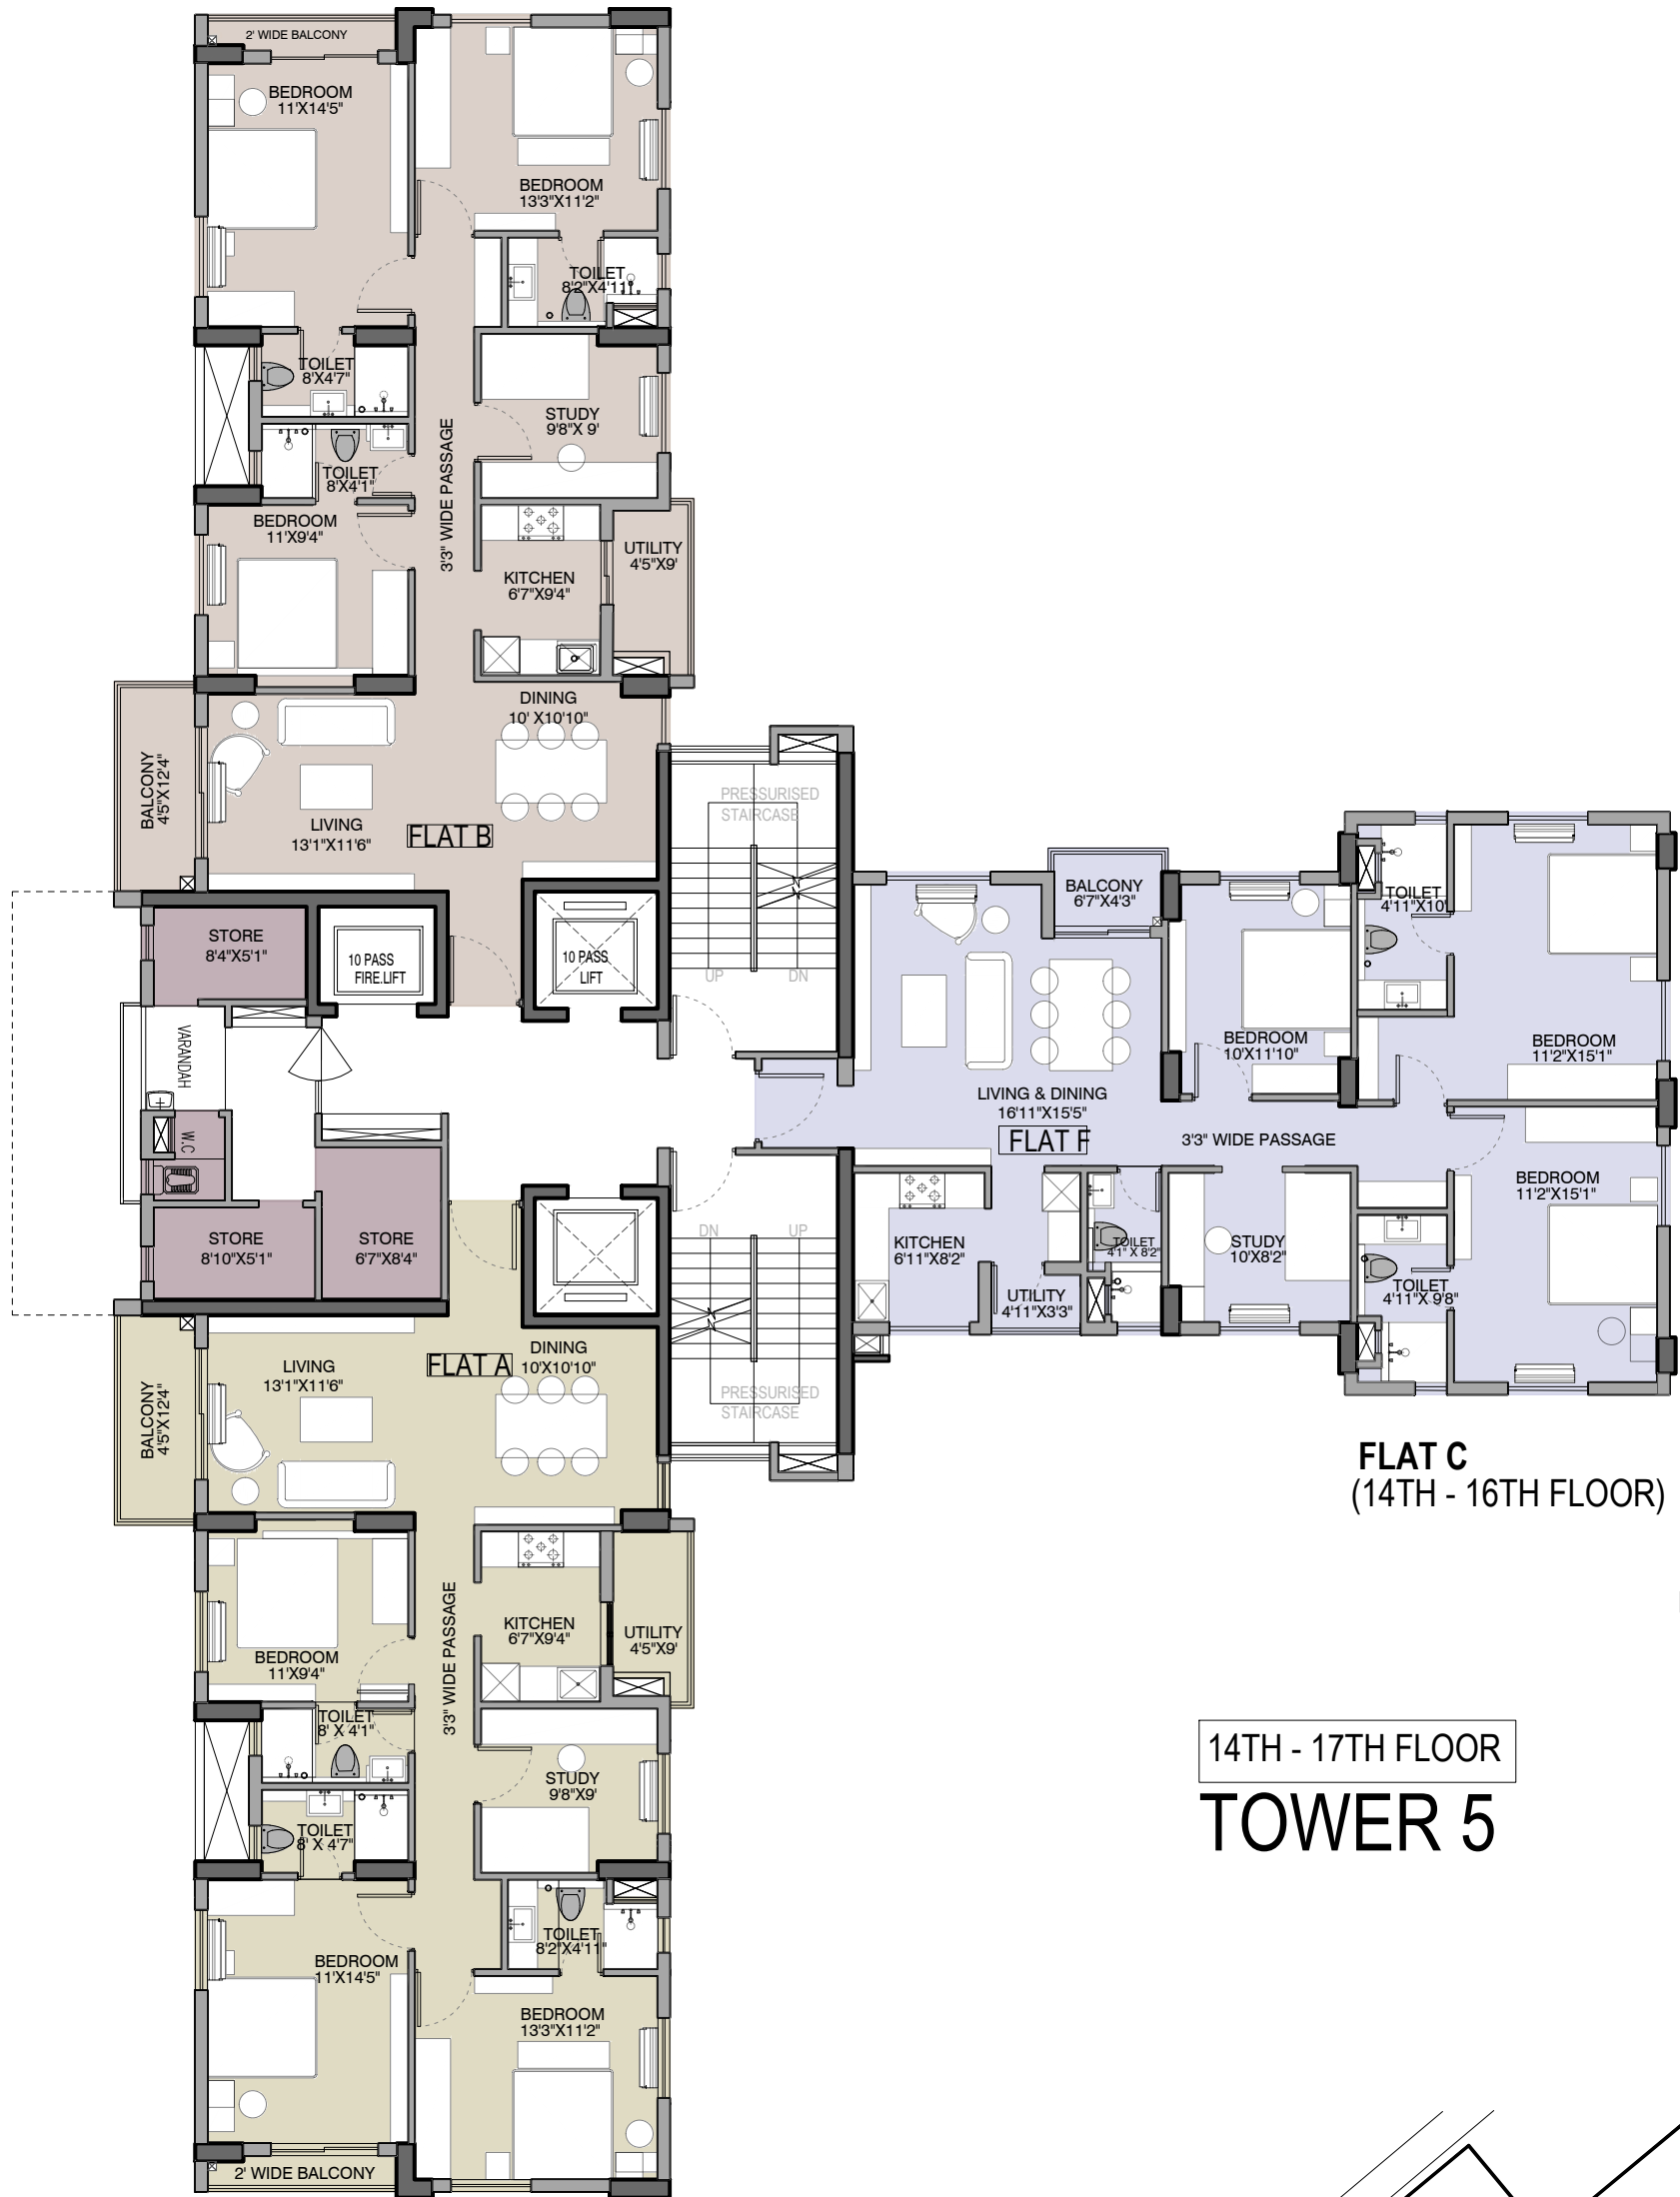 2' WIDE BALCONY
BEDROOM
11'X14'5"
BEDROOM
13'3"X11'2"
TOILET
8'2"X4'11"
TOILET
8'X4'7"
STUDY
9'8"X 9'
3'3" WIDE PASSAGE
TOILET
8'X4'1"
BEDROOM
11'X9'4"
KITCHEN
6'7"X9'4"
UTILITY
4'5"X9'
DINING
10' X10'10"
BALCONY
4'5"X12'4"
LIVING
13'1"X11'6"
FLAT B
PRESSURISED
STAIRCASE
UP
DN
STORE
8'4"X5'1"
10 PASS
FIRE.LIFT
10 PASS
LIFT
VARANDAH
W.C
STORE
8'10"X5'1"
STORE
6'7"X8'4"
BALCONY
6'7"X4'3"
TOILET
4'11"X10'
BEDROOM
10'X11'10"
BEDROOM
11'2"X15'1"
LIVING & DINING
16'11"X15'5"
FLAT F
3'3" WIDE PASSAGE
BEDROOM
11'2"X15'1"
KITCHEN
6'11"X8'2"
TOILET
4'1" X 8'2"
STUDY
10'X8'2"
UTILITY
4'11"X3'3"
TOILET
4'11"X 9'8"
DN
UP
PRESSURISED
STAIRCASE
FLAT C
(14TH - 16TH FLOOR)
LIVING
13'1"X11'6"
FLAT A
DINING
10'X10'10"
BALCONY
4'5"X12'4"
BEDROOM
11'X9'4"
3'3" WIDE PASSAGE
KITCHEN
6'7"X9'4"
UTILITY
4'5"X9'
TOILET
8' X 4'1"
STUDY
9'8"X9'
TOILET
8' X 4'7"
TOILET
8'2"X4'11"
BEDROOM
11'X14'5"
BEDROOM
13'3"X11'2"
2' WIDE BALCONY
14TH - 17TH FLOOR
TOWER 5